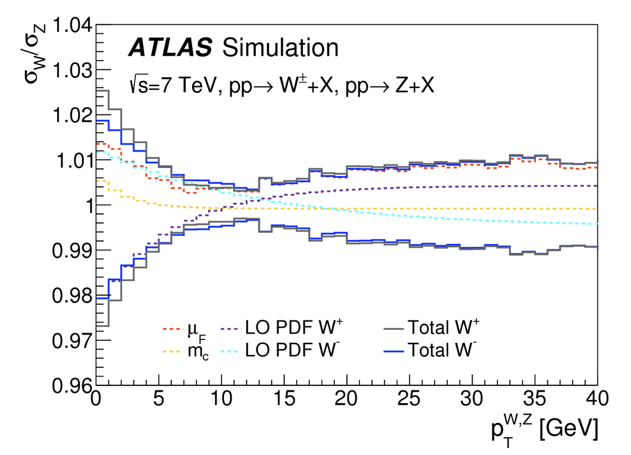 σW/σZ
1.04
1.03
1.02
1.01
1
0.99
0.98
0.97
0.96
ATLAS Simulation
√s=7 TeV, pp→ W±+X, pp→ Z+X
μF LO PDF W+ Total W+
mc LO PDF W- Total W-
0 5 10 15 20 25 30 35 40
pTW,Z [GeV]